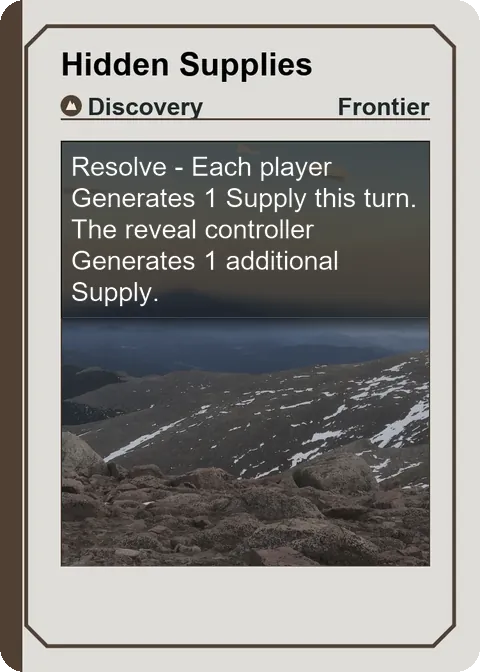 Hidden Supplies
Discovery Frontier
Resolve - Each player
Generates 1 Supply this turn.
The reveal controller
Generates 1 additional
Supply.